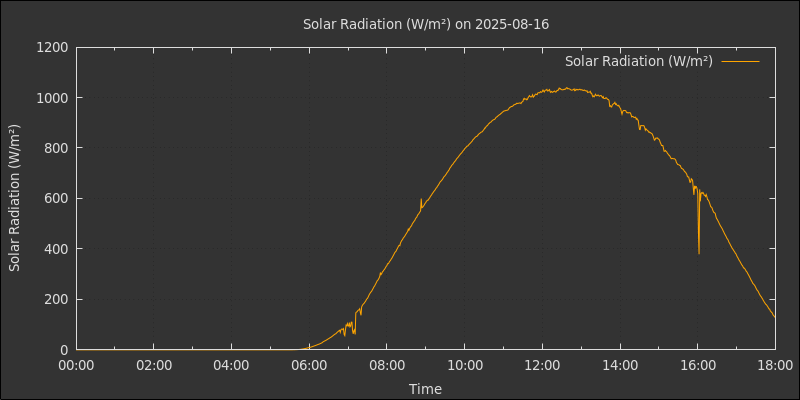 Solar Radiation (W/m²) on 2025-08-16
Solar Radiation (W/m²)
Solar Radiation (W/m²)
1200
1000
800
600
400
200
0
00:00 02:00 04:00 06:00 08:00 10:00 12:00 14:00 16:00 18:00
Time